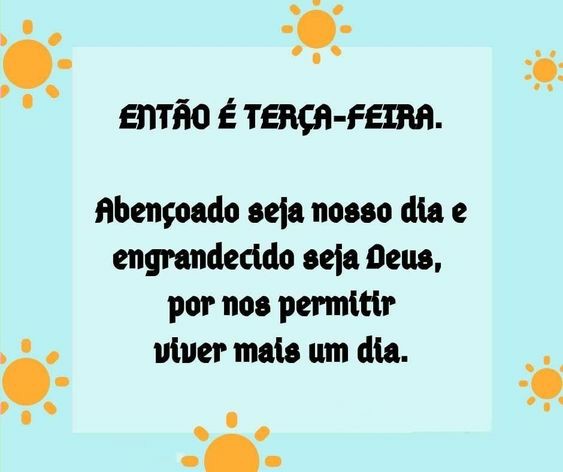 ENTÃO É TERÇA-FEIRA.
Abençoado seja nosso dia e
engrandecido seja Deus,
por nos permitir
viver mais um dia.